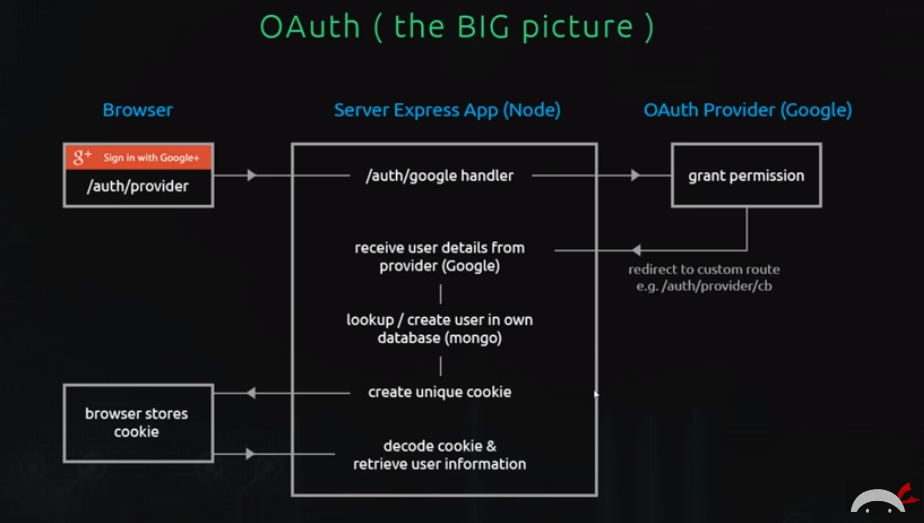 OAuth ( the BIG picture )
Browser
Server Express App (Node)
OAuth Provider (Google)
g+ Sign in with Google+
/auth/provider
/auth/google handler
grant permission
receive user details from
provider (Google)
redirect to custom route
e.g. /auth/provider/cb
lookup / create user in own
database (mongo)
create unique cookie
browser stores
cookie
decode cookie &
retrieve user information